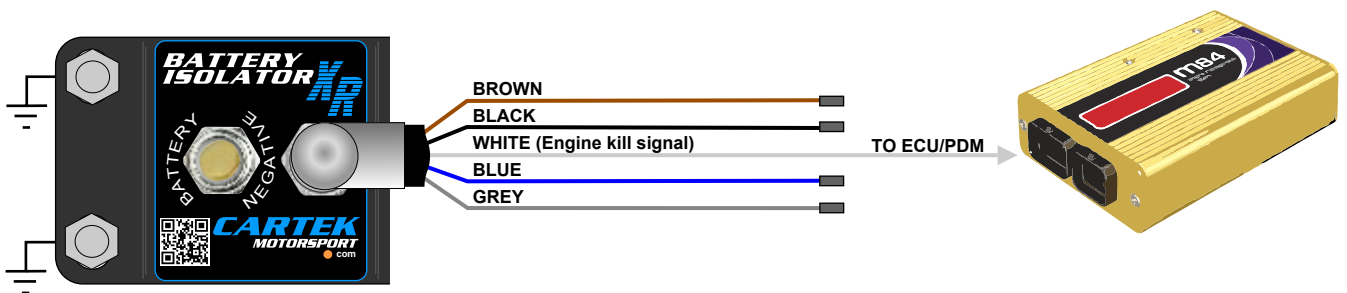 BATTERY
ISOLATOR
XR
BATTERY
NEGATIVE
CARTEK
MOTORSPORT
com
BROWN
BLACK
WHITE (Engine kill signal)
BLUE
GREY
TO ECU/PDM
m84